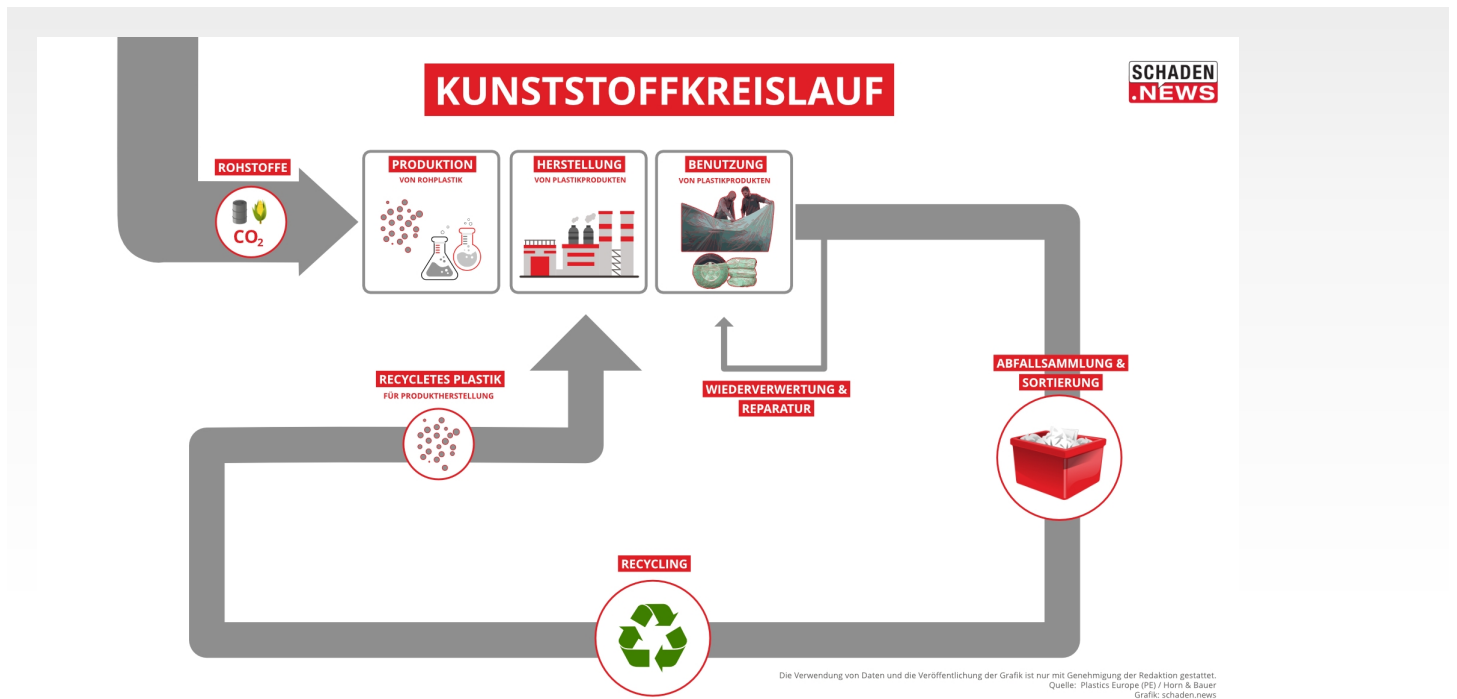 KUNSTSTOFFKREISLAUF
SCHADEN
.NEWS
ROHSTOFFE
CO₂
PRODUKTION
VON ROHPLASTIK
HERSTELLUNG
VON PLASTIKPRODUKTEN
BENUTZUNG
VON PLASTIKPRODUKTEN
RECYCLETES PLASTIK
FÜR PRODUKTHERSTELLUNG
WIEDERVERWERTUNG &
REPARATUR
ABFALLSAMMLUNG &
SORTIERUNG
RECYCLING
Die Verwendung von Daten und die Veröffentlichung der Grafik ist nur mit Genehmigung der Redaktion gestattet.
Quelle: Plastics Europe (PE) / Horn & Bauer
Grafik: schaden.news